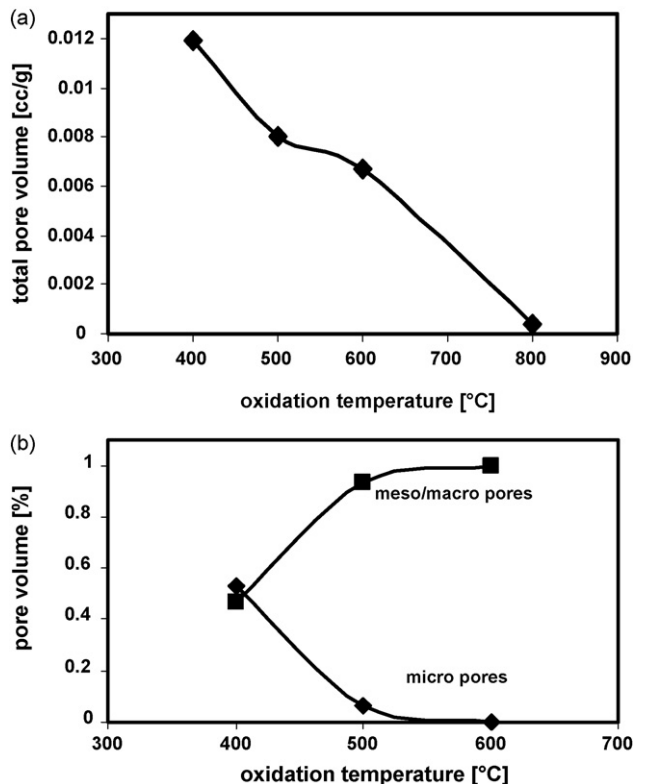 (a)
0.012
0.01
0.008
0.006
0.004
0.002
0
total pore volume [cc/g]
300 400 500 600 700 800 900
oxidation temperature [°C]
(b)
1
0.8
0.6
0.4
0.2
0
pore volume [%]
meso/macro pores
micro pores
300 400 500 600 700
oxidation temperature [°C]